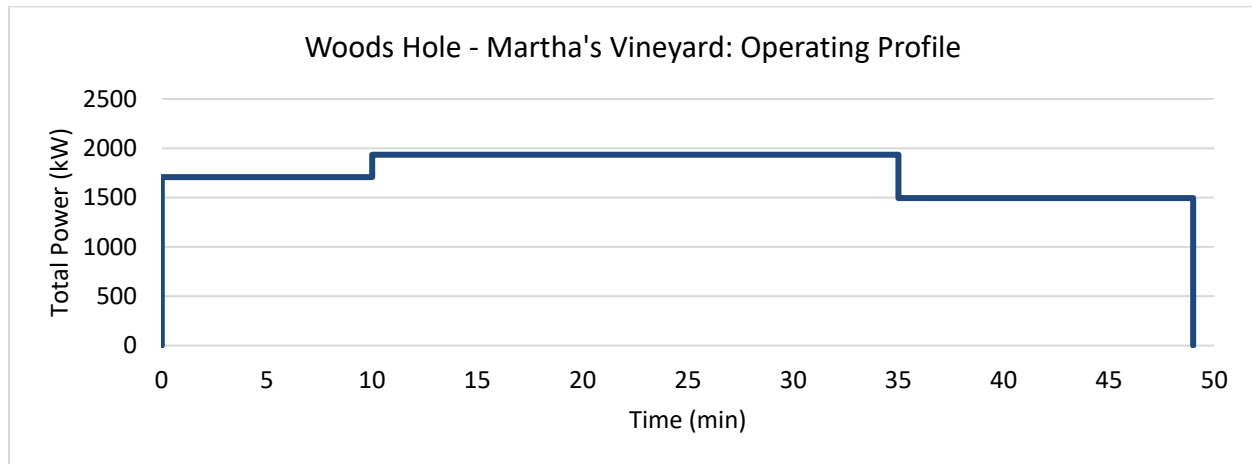 Woods Hole - Martha's Vineyard: Operating Profile
Total Power (kW)
2500
2000
1500
1000
500
0
0 5 10 15 20 25 30 35 40 45 50
Time (min)